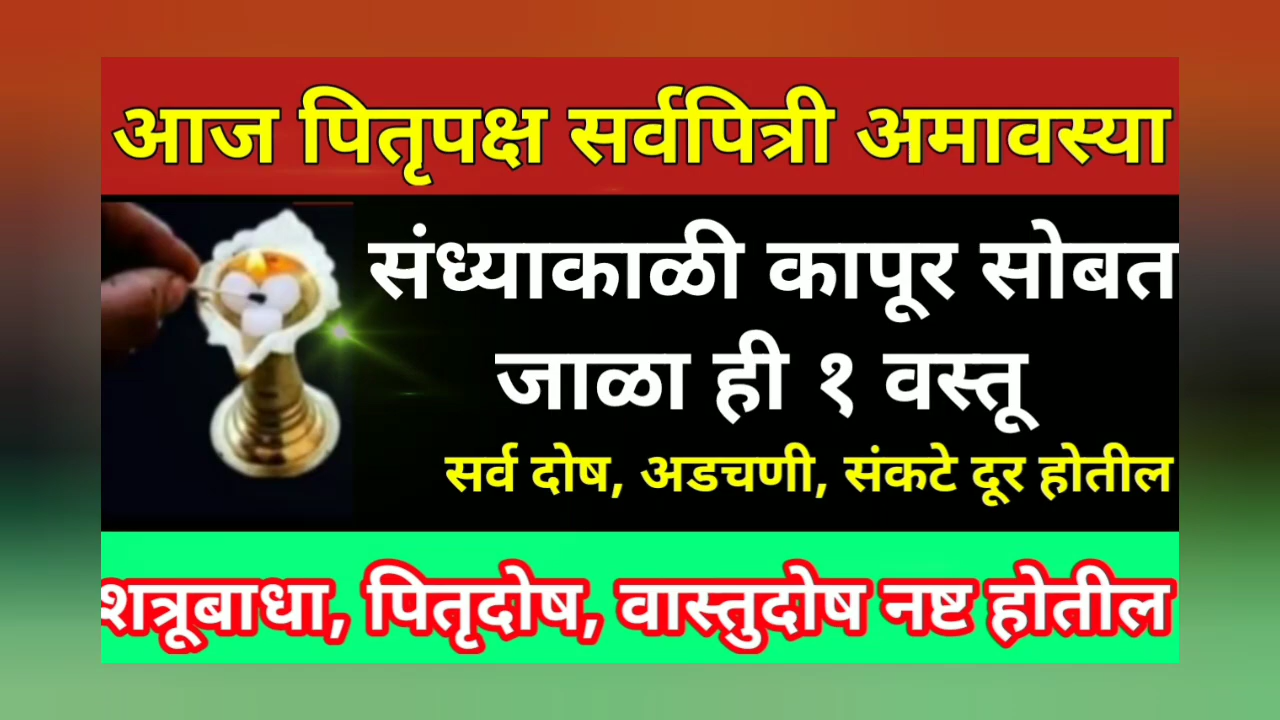 आज पितृपक्ष सर्वपित्री अमावस्या
संध्याकाळी कापूर सोबत
जाळा ही १ वस्तू
सर्व दोष, अडचणी, संकटे दूर होतील
शत्रूबाधा, पितृदोष, वास्तुदोष नष्ट होतील